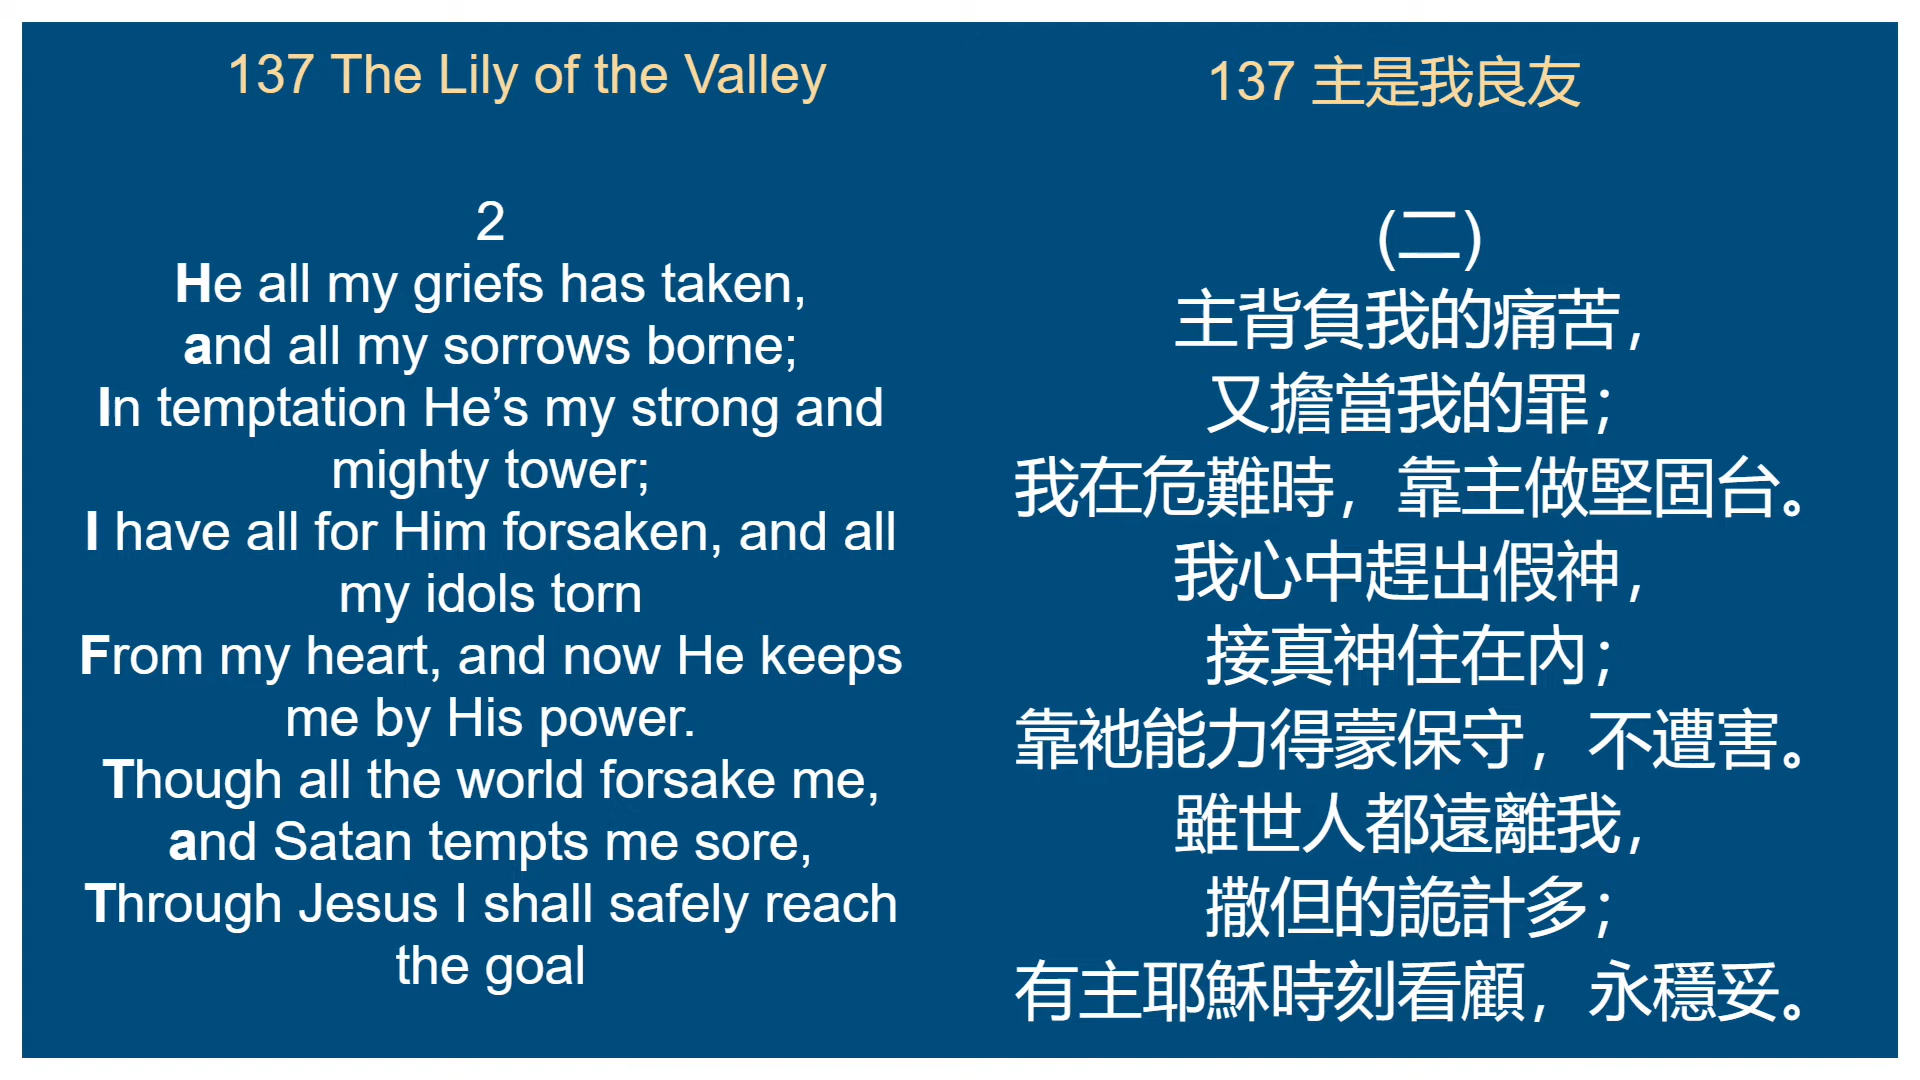 137 The Lily of the Valley
2
He all my griefs has taken,
and all my sorrows borne;
In temptation He’s my strong and
mighty tower;
I have all for Him forsaken, and all
my idols torn
From my heart, and now He keeps
me by His power.
Though all the world forsake me,
and Satan tempts me sore,
Through Jesus I shall safely reach
the goal
137 主是我良友
(二)
主背負我的痛苦，
又擔當我的罪；
我在危難時，靠主做堅固台。
我心中趕出假神，
接真神住在內；
靠祂能力得蒙保守，不遭害。
雖世人都遠離我，
撒但的詭計多；
有主耶穌時刻看顧，永穩妥。